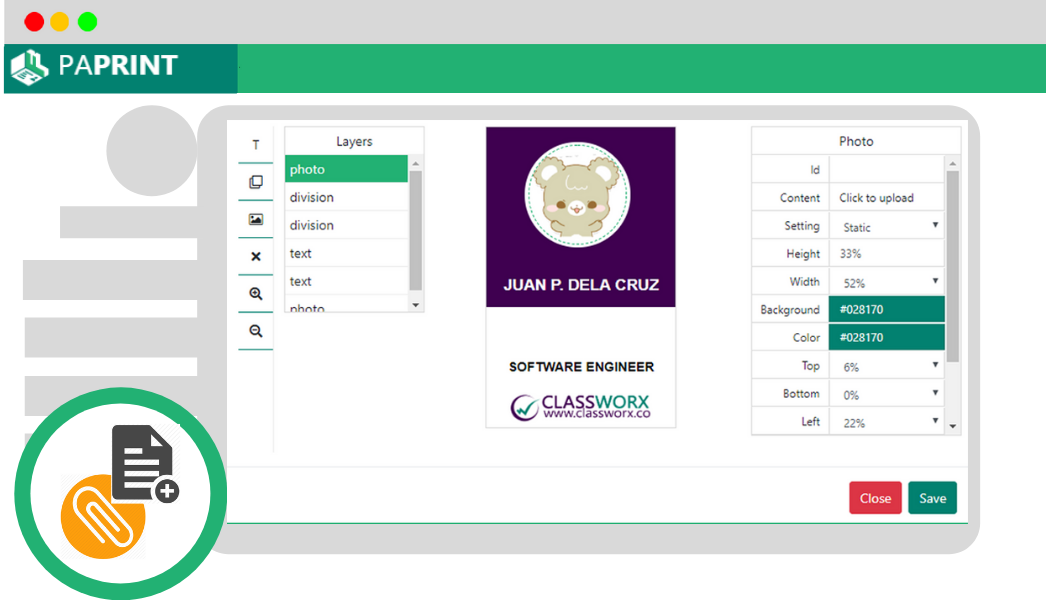 PAPRINT
T
Layers
photo
division
division
text
text
photo
JUAN P. DELA CRUZ
SOFTWARE ENGINEER
CLASSWORX
www.classworx.co
Photo
Id
Content Click to upload
Setting Static
Height 33%
Width 52%
Background #028170
Color #028170
Top 6%
Bottom 0%
Left 22%
Close Save